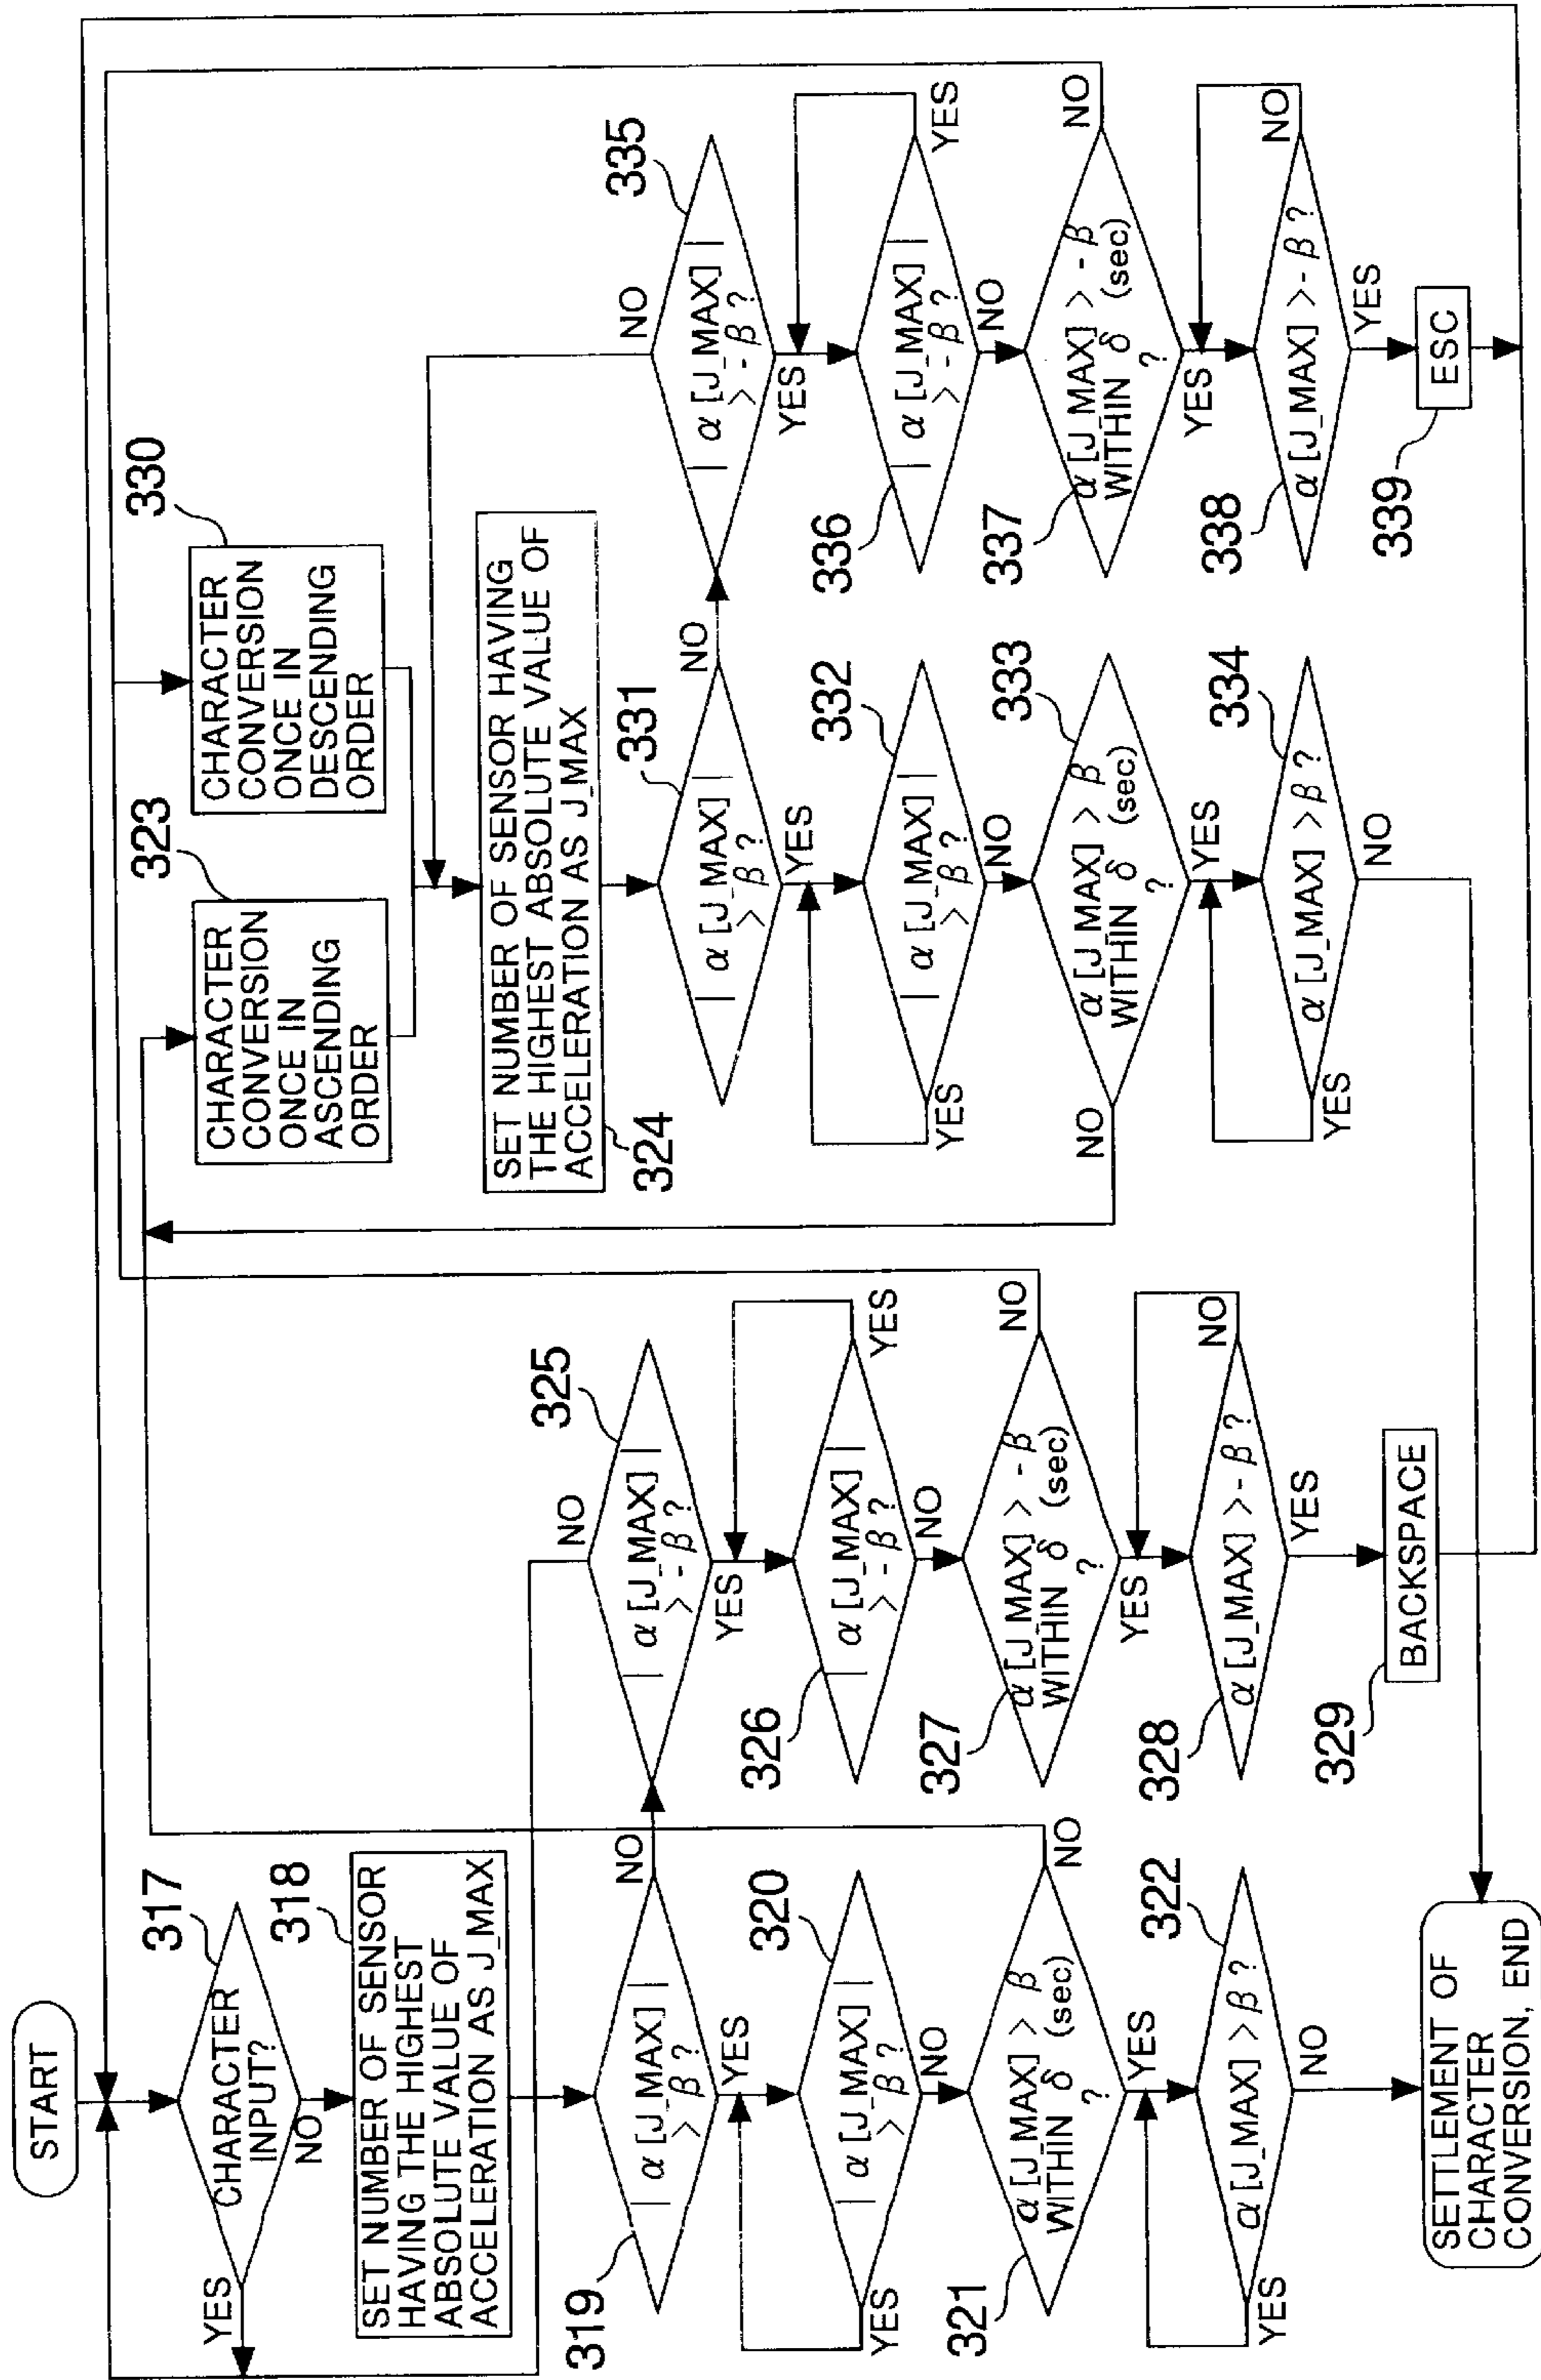 START
317
CHARACTER
INPUT?
YES
NO
318
SET NUMBER OF SENSOR
HAVING THE HIGHEST
ABSOLUTE VALUE OF
ACCELERATION AS J_MAX
319
| α [J_MAX] |
> β ?
NO
YES
320
| α [J_MAX] |
> β ?
YES
NO
321
α [J_MAX] > β
WITHIN δ (sec)
?
NO
YES
322
α [J_MAX] > β ?
YES
NO
SETTLEMENT OF
CHARACTER
CONVERSION, END
325
| α [J_MAX] |
> - β ?
NO
YES
326
| α [J_MAX] |
> - β ?
YES
NO
327
α [J_MAX] > - β
WITHIN δ (sec)
?
NO
YES
328
α [J_MAX] > - β ?
NO
YES
329
BACKSPACE
323
CHARACTER
CONVERSION
ONCE IN
ASCENDING
ORDER
330
CHARACTER
CONVERSION
ONCE IN
DESCENDING
ORDER
324
SET NUMBER OF SENSOR HAVING
THE HIGHEST ABSOLUTE VALUE OF
ACCELERATION AS J_MAX
331
| α [J_MAX] |
> β ?
NO
YES
332
| α [J_MAX] |
> β ?
YES
NO
333
α [J_MAX] > β
WITHIN δ (sec)
?
NO
YES
334
α [J_MAX] > β ?
YES
NO
335
| α [J_MAX] |
> - β ?
NO
YES
336
| α [J_MAX] |
> - β ?
YES
NO
337
α [J_MAX] > - β
WITHIN δ (sec)
?
NO
YES
338
α [J_MAX] > - β ?
NO
YES
339
ESC